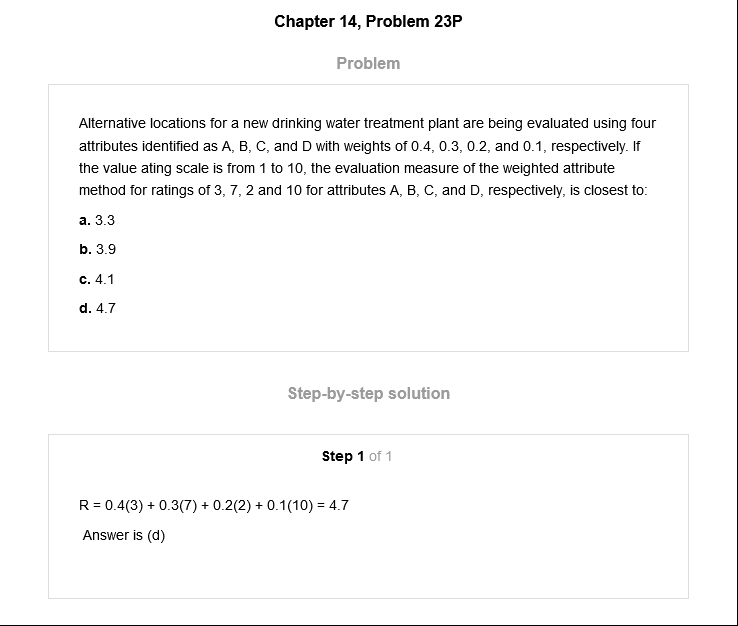 Chapter 14, Problem 23P
Problem
Alternative locations for a new drinking water treatment plant are being evaluated using four
attributes identified as A, B, C, and D with weights of 0.4, 0.3, 0.2, and 0.1, respectively. If
the value ating scale is from 1 to 10, the evaluation measure of the weighted attribute
method for ratings of 3, 7, 2 and 10 for attributes A, B, C, and D, respectively, is closest to:
a. 3.3
b. 3.9
c. 4.1
d. 4.7
Step-by-step solution
Step 1 of 1
R = 0.4(3) + 0.3(7) + 0.2(2) + 0.1(10) = 4.7
Answer is (d)